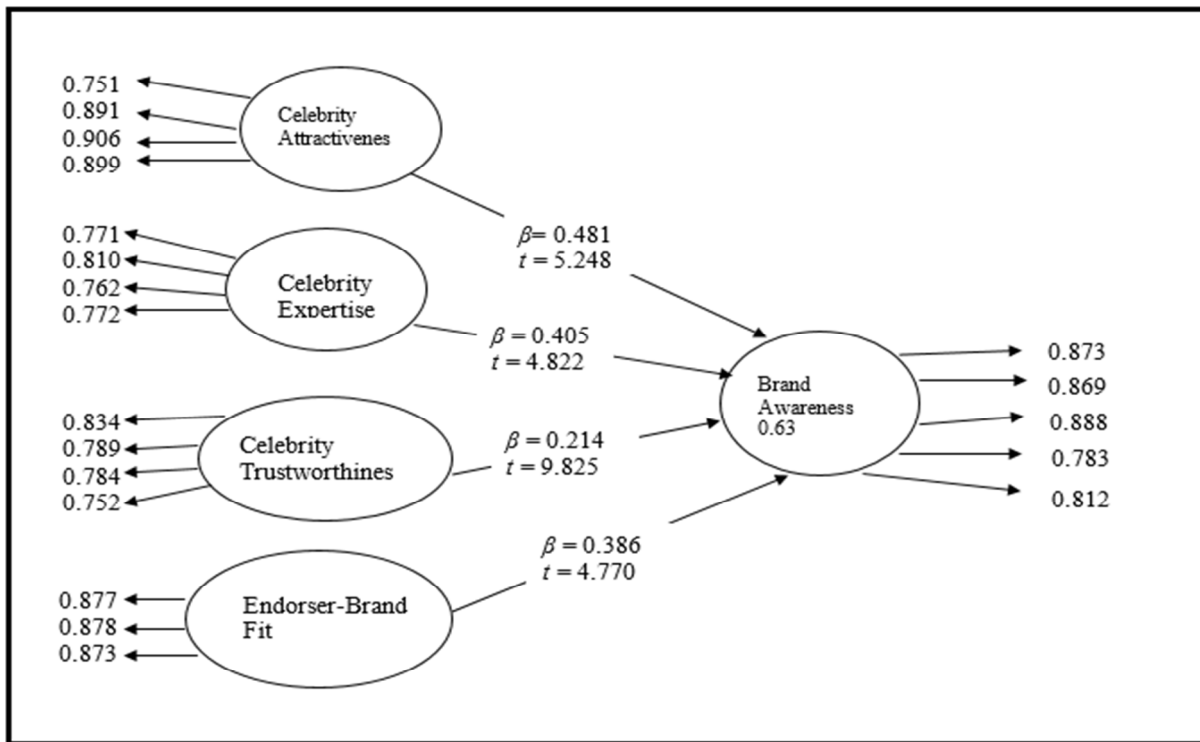 0.751
0.891
0.906
0.899
Celebrity
Attractivenes
β= 0.481
t = 5.248
0.771
0.810
0.762
0.772
Celebrity
Expertise
β = 0.405
t = 4.822
0.834
0.789
0.784
0.752
Celebrity
Trustworthines
β = 0.214
t = 9.825
0.877
0.878
0.873
Endorser-Brand
Fit
β = 0.386
t = 4.770
Brand
Awareness
0.63
0.873
0.869
0.888
0.783
0.812